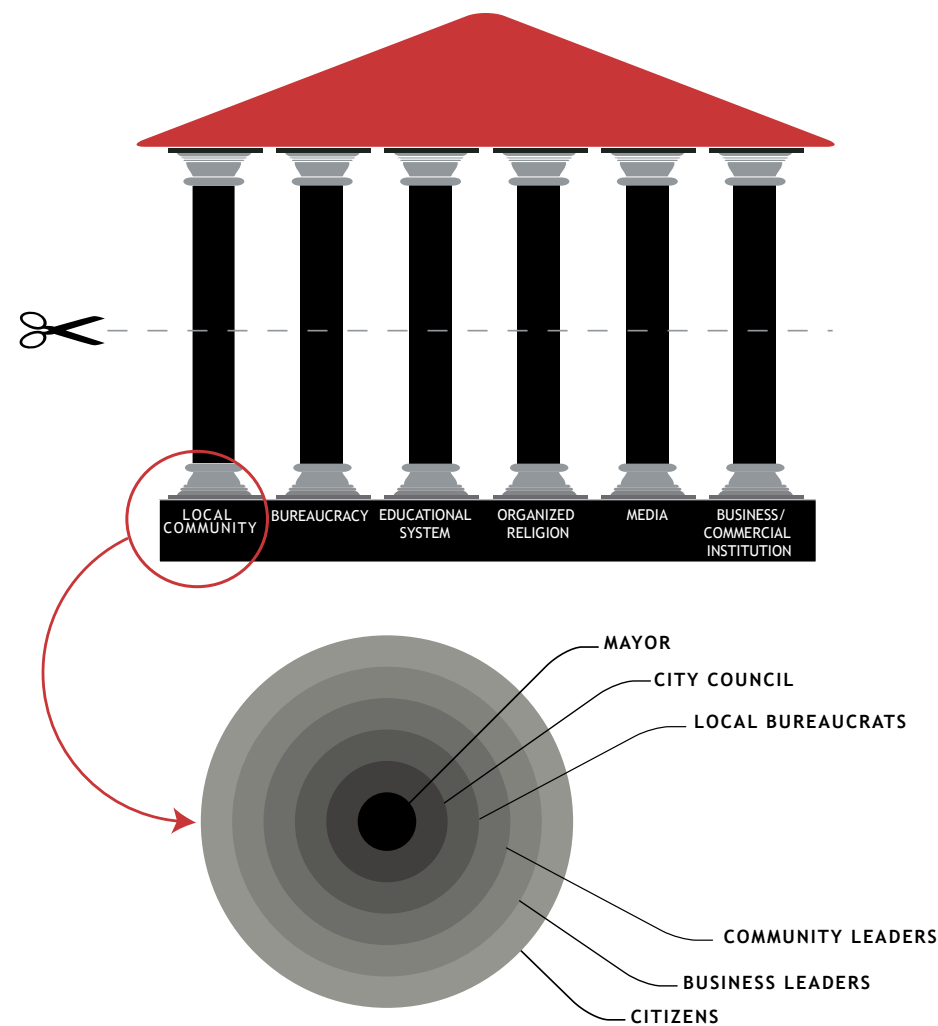 LOCAL
COMMUNITY
BUREAUCRACY
EDUCATIONAL
SYSTEM
ORGANIZED
RELIGION
MEDIA
BUSINESS/
COMMERCIAL
INSTITUTION
MAYOR
CITY COUNCIL
LOCAL BUREAUCRATS
COMMUNITY LEADERS
BUSINESS LEADERS
CITIZENS